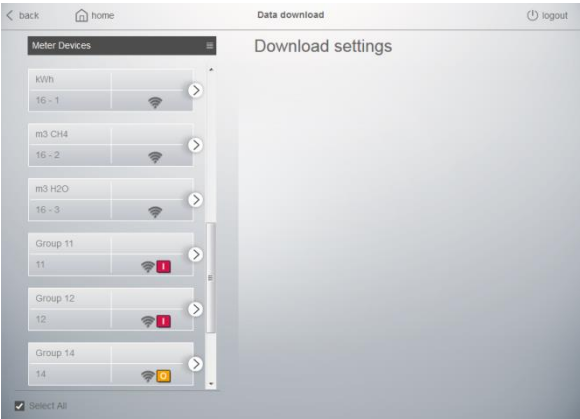 back
home
Data download
logout
Meter Devices
Download settings
kWh
16 - 1
m3 CH4
16 - 2
m3 H2O
16 - 3
Group 11
11
I
Group 12
12
I
Group 14
14
O
Select All